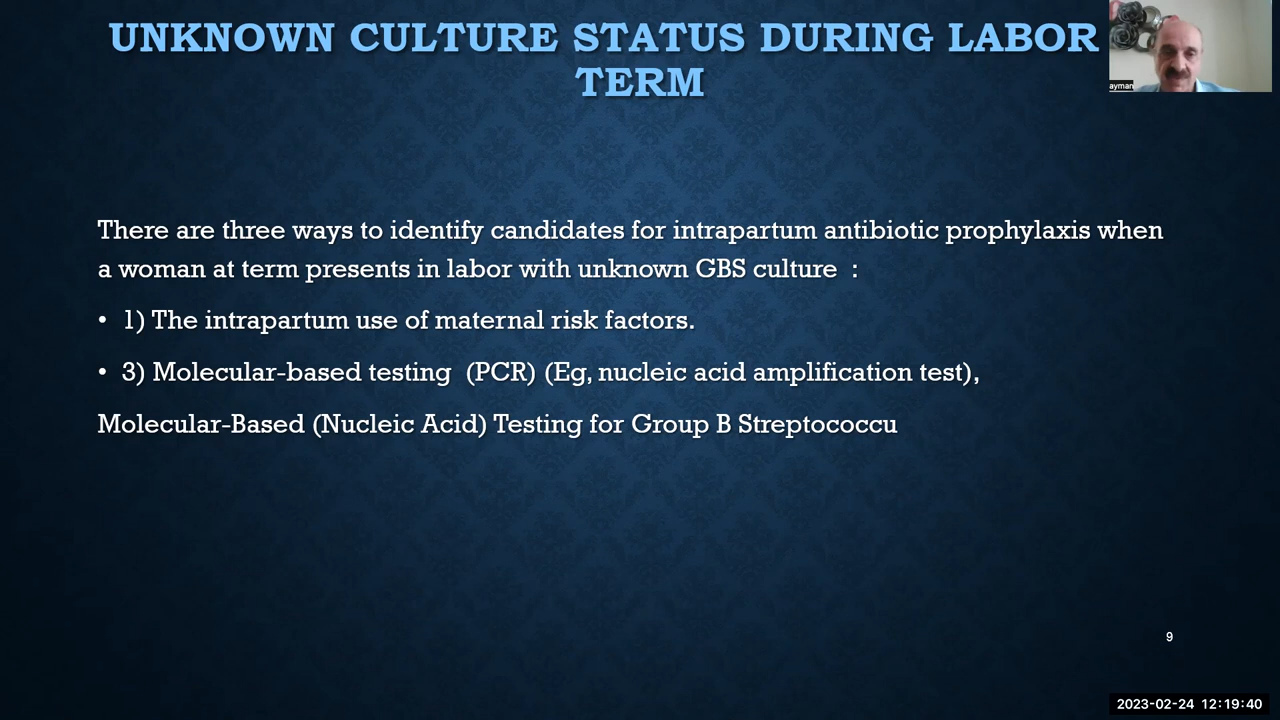 UNKNOWN CULTURE STATUS DURING LABOR
TERM
ayman
There are three ways to identify candidates for intrapartum antibiotic prophylaxis when
a woman at term presents in labor with unknown GBS culture :
• 1) The intrapartum use of maternal risk factors.
• 3) Molecular-based testing (PCR) (Eg, nucleic acid amplification test),
Molecular-Based (Nucleic Acid) Testing for Group B Streptococcu
9
2023-02-24 12:19:40